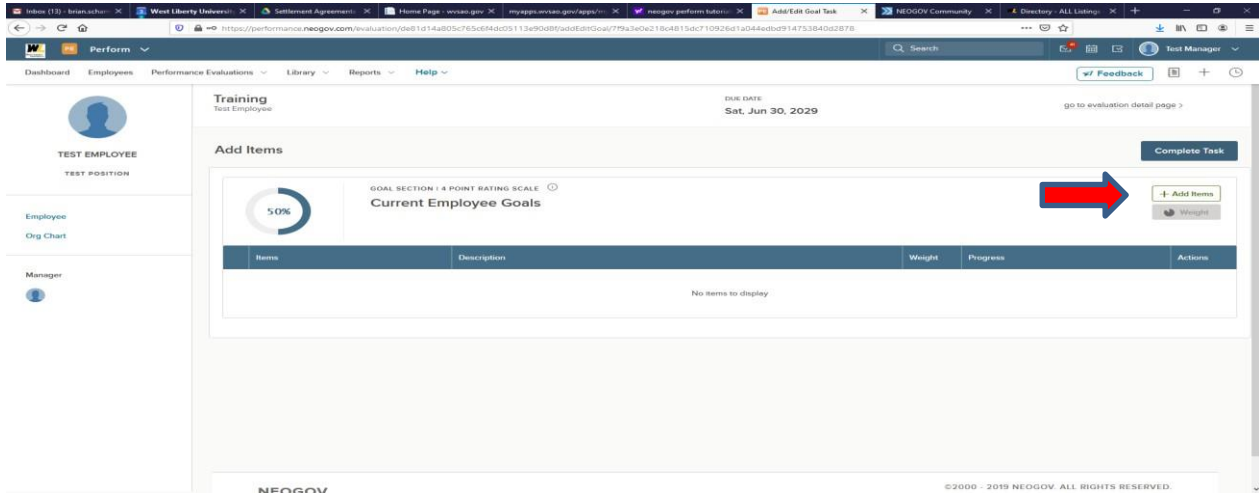 Inbox (13) - brian.schar
West Liberty University
Settlement Agreement
Home Page - wvsao.gov
myapps.wvsao.gov/apps/
neogov perform tutoria
Add/Edit Goal Task
NEOGOV Community
Directory - ALL Listing
W PE Perform
Search
Test Manager
Dashboard Employees Performance Evaluations Library Reports Help
Feedback
Training
Test Employee
DUE DATE
Sat, Jun 30, 2029
go to evaluation detail page >
TEST EMPLOYEE
TEST POSITION
Employee
Org Chart
Manager
Add Items
Complete Task
50%
GOAL SECTION | 4 POINT RATING SCALE
Current Employee Goals
+ Add Items
Weight
Items Description Weight Progress Actions
No items to display
NEOGOV
©2000 - 2019 NEOGOV. ALL RIGHTS RESERVED.